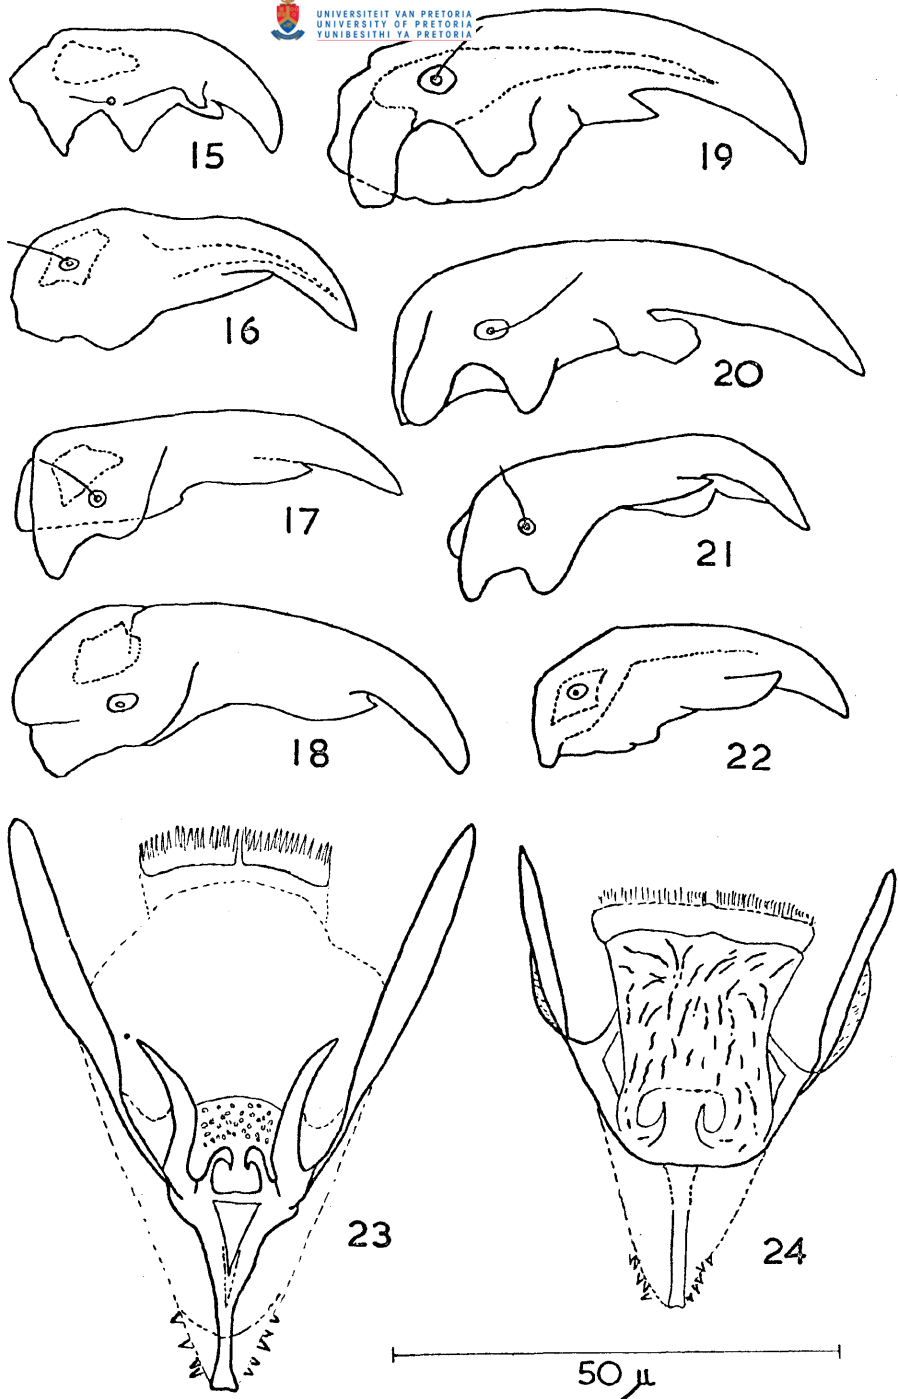 UNIVERSITEIT VAN PRETORIA
UNIVERSITY OF PRETORIA
YUNIBESITHI YA PRETORIA
15
19
16
20
17
21
18
22
23
24
50 µ